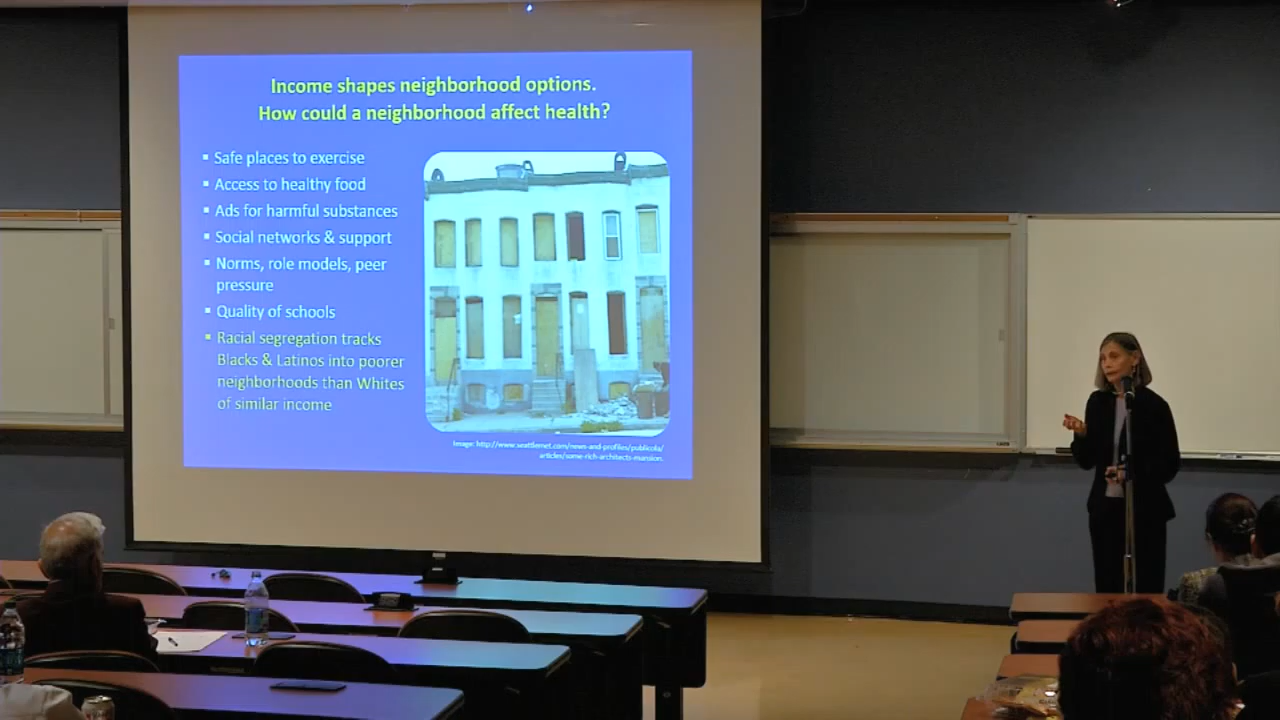 Income shapes neighborhood options.
How could a neighborhood affect health?
▪ Safe places to exercise
▪ Access to healthy food
▪ Ads for harmful substances
▪ Social networks & support
▪ Norms, role models, peer
pressure
▪ Quality of schools
▪ Racial segregation tracks
Blacks & Latinos into poorer
neighborhoods than Whites
of similar income
Image: http://www.seattlemet.com/news-and-profiles/publicola/
articles/some-rich-architects-mansion.